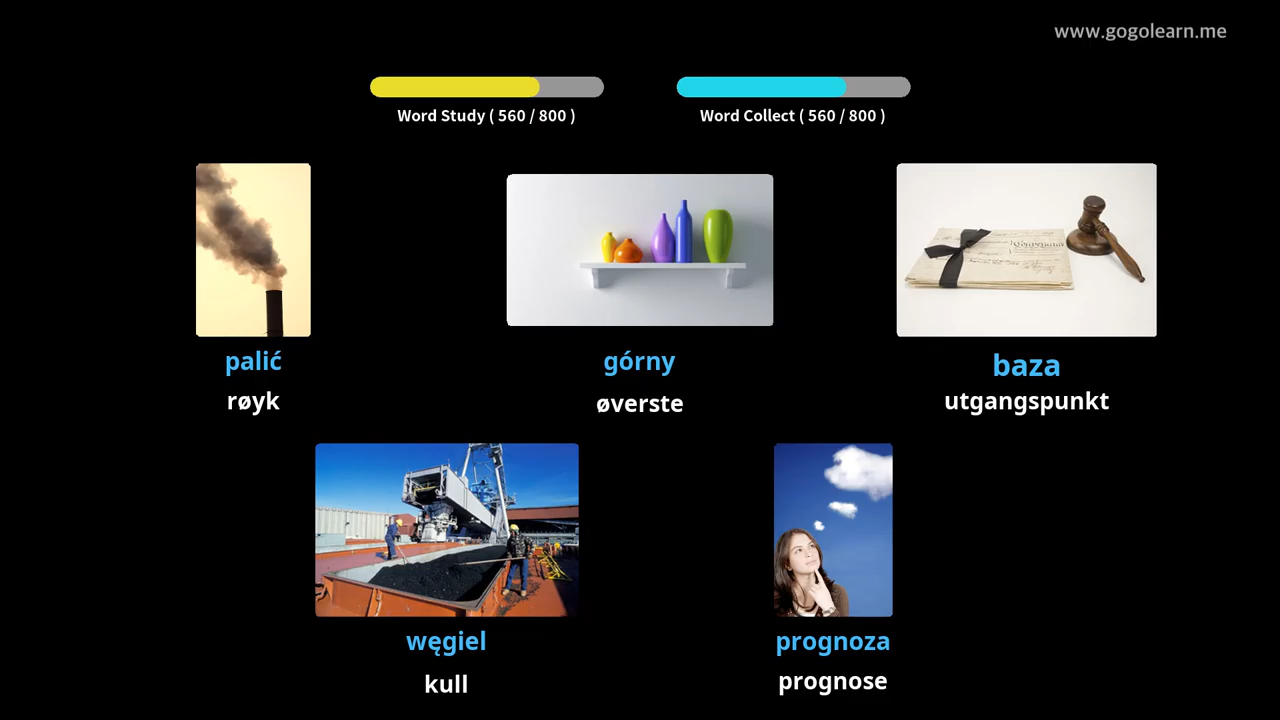 www.gogolearn.me
Word Study ( 560 / 800 )
Word Collect ( 560 / 800 )
palić
górny
baza
røyk
øverste
utgangspunkt
węgiel
prognoza
kull
prognose